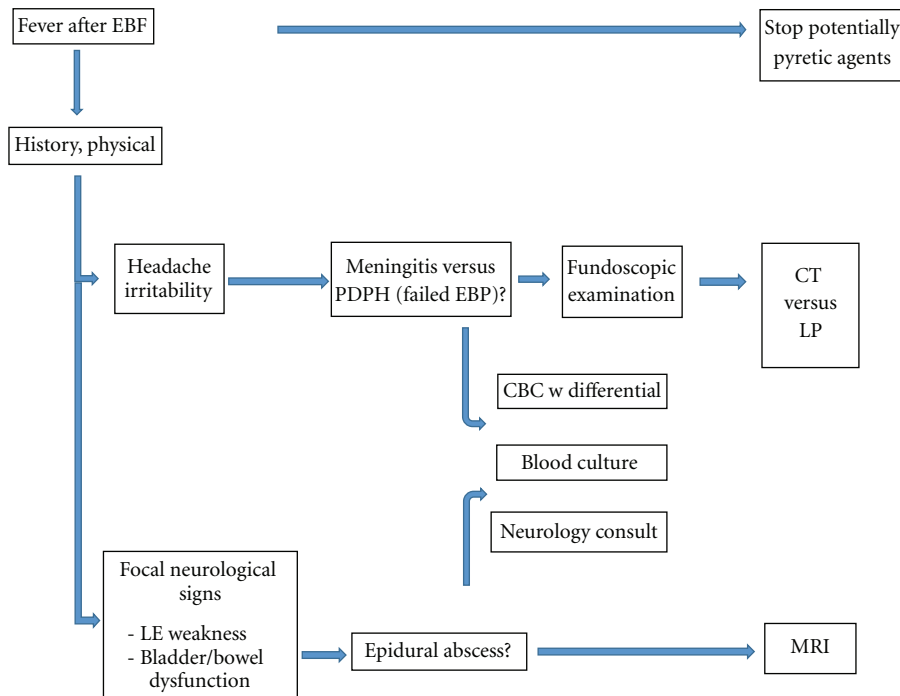 Fever after EBF
Stop potentially
pyretic agents
History, physical
Headache
irritability
Meningitis versus
PDPH (failed EBP)?
Fundoscopic
examination
CT
versus
LP
CBC w differential
Blood culture
Neurology consult
Focal neurological
signs
- LE weakness
- Bladder/bowel
dysfunction
Epidural abscess?
MRI